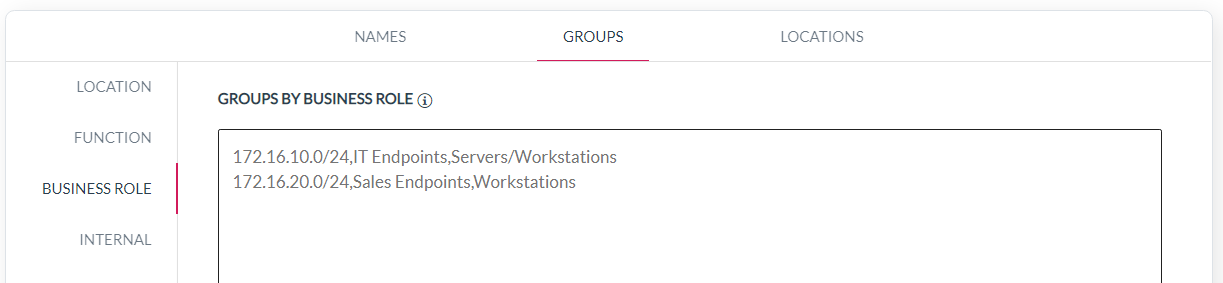 NAMES GROUPS LOCATIONS
LOCATION
FUNCTION
BUSINESS ROLE
INTERNAL
GROUPS BY BUSINESS ROLE
172.16.10.0/24,IT Endpoints,Servers/Workstations
172.16.20.0/24,Sales Endpoints,Workstations